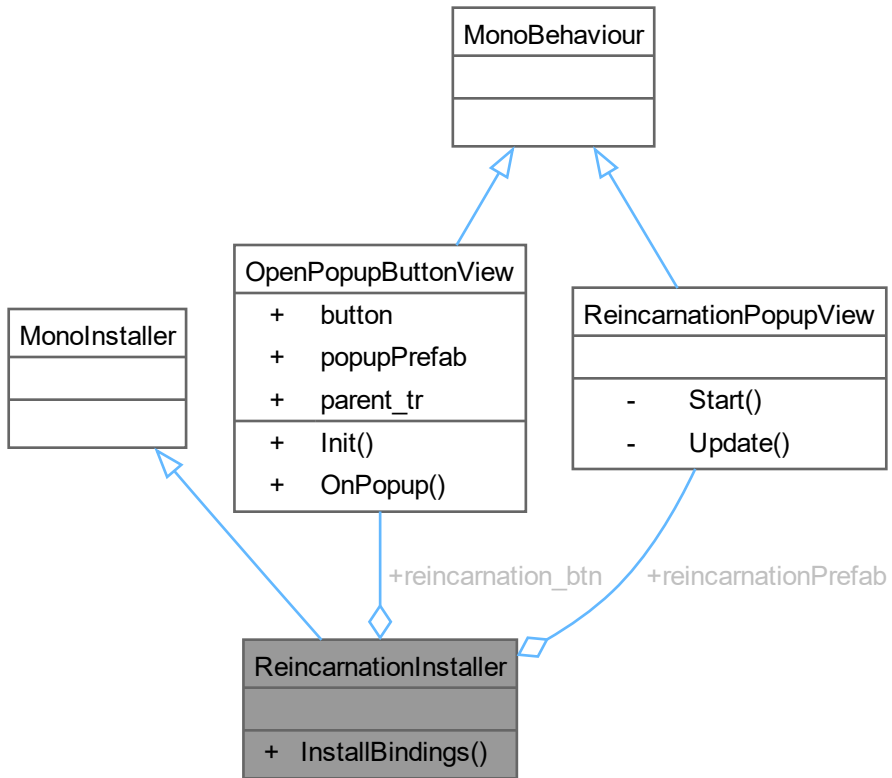 MonoBehaviour
OpenPopupButtonView
+ button
+ popupPrefab
+ parent_tr
+ Init()
+ OnPopup()
ReincarnationPopupView
- Start()
- Update()
MonoInstaller
+reincarnation_btn
+reincarnationPrefab
ReincarnationInstaller
+ InstallBindings()